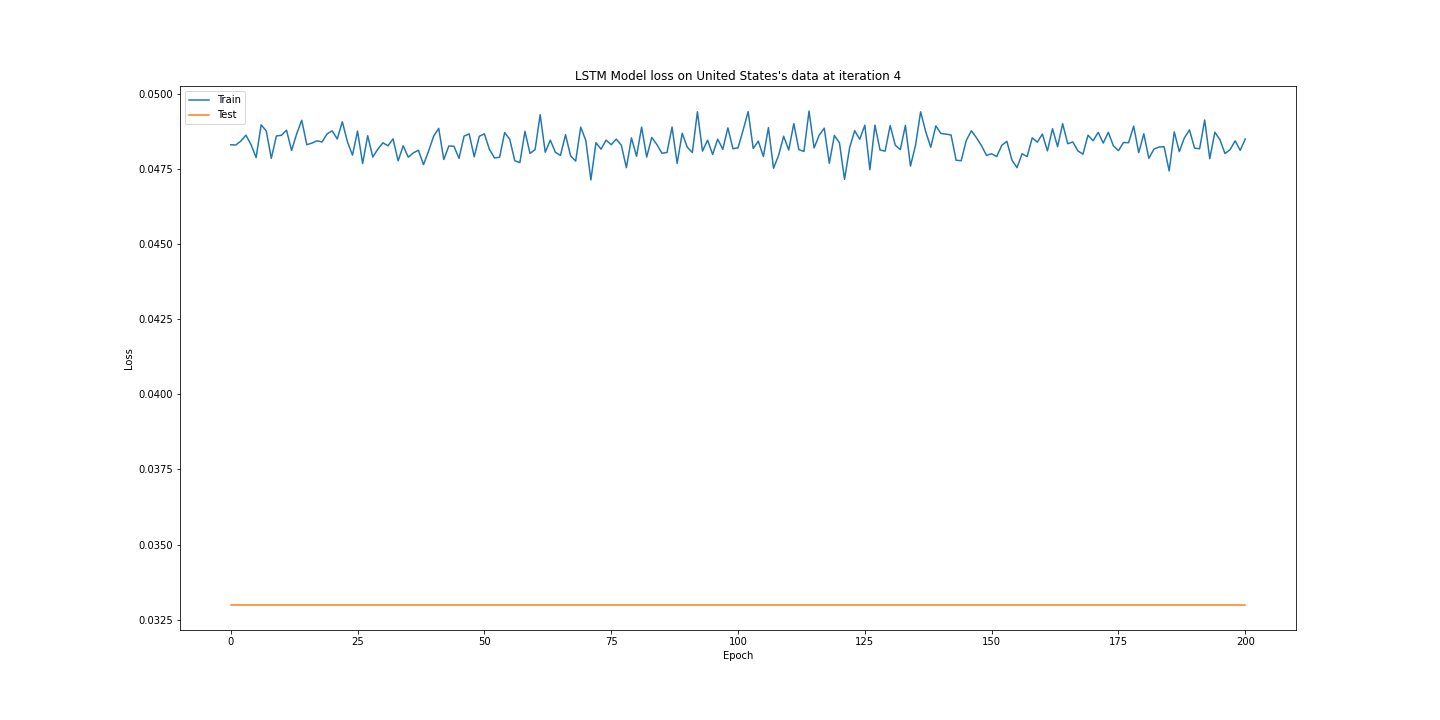 LSTM Model loss on United States's data at iteration 4
Train
Test
0.0500
0.0475
0.0450
0.0425
0.0400
0.0375
0.0350
0.0325
Loss
0 25 50 75 100 125 150 175 200
Epoch